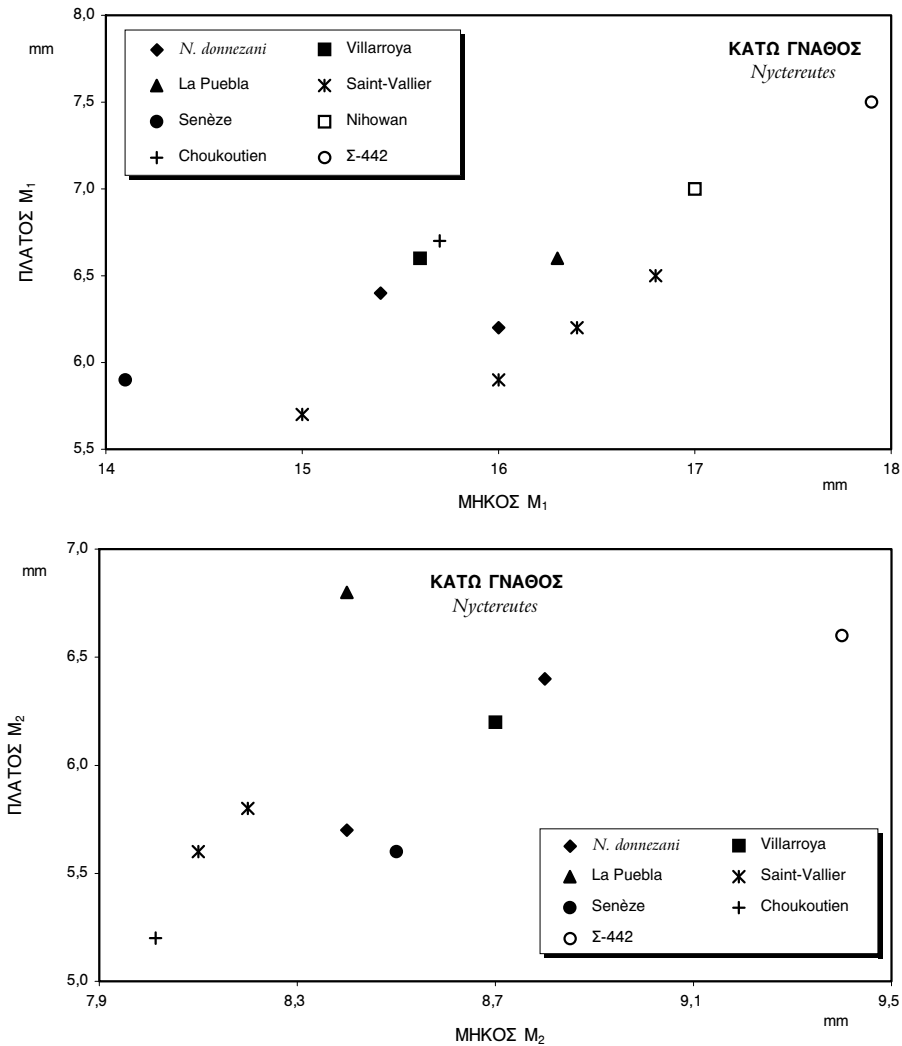 8,0
mm
N. donnezani
Villarroya
La Puebla
Saint-Vallier
Senèze
Nihowan
Choukoutien
Σ-442
ΚΑΤΩ ΓΝΑΘΟΣ
Nyctereutes
7,5
7,0
6,5
6,0
5,5
ΠΛΑΤΟΣ M₁
14
15
16
17
18
mm
ΜΗΚΟΣ M₁
7,0
mm
ΚΑΤΩ ΓΝΑΘΟΣ
Nyctereutes
6,5
6,0
5,5
5,0
ΠΛΑΤΟΣ M₂
N. donnezani
Villarroya
La Puebla
Saint-Vallier
Senèze
Choukoutien
Σ-442
7,9
8,3
8,7
9,1
9,5
mm
ΜΗΚΟΣ M₂